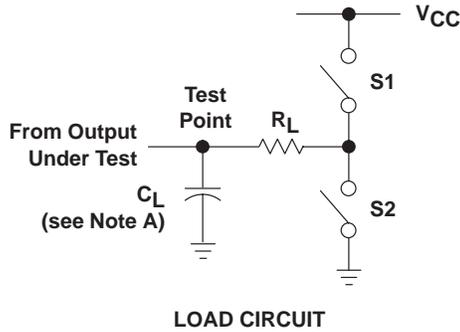 VCC
S1
Test
Point
RL
From Output
Under Test
CL
(see Note A)
S2
LOAD CIRCUIT